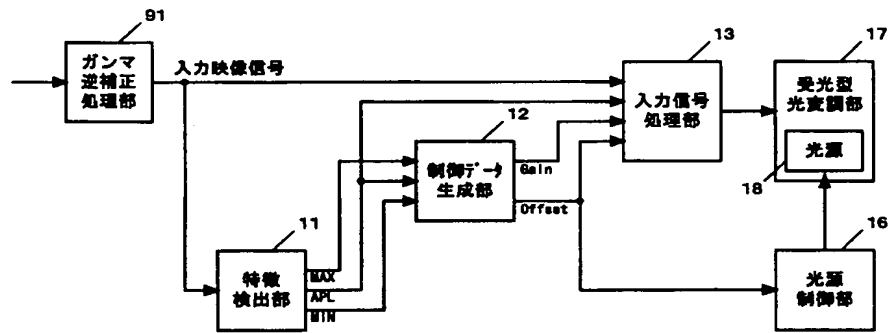 91
ガンマ
逆補正
処理部
入力映像信号
13
入力信号
処理部
17
受光型
光変調部
光源
18
12
制御データ
生成部
Gain
Offset
11
特徴
検出部
MAX
APL
MIN
16
光源
制御部